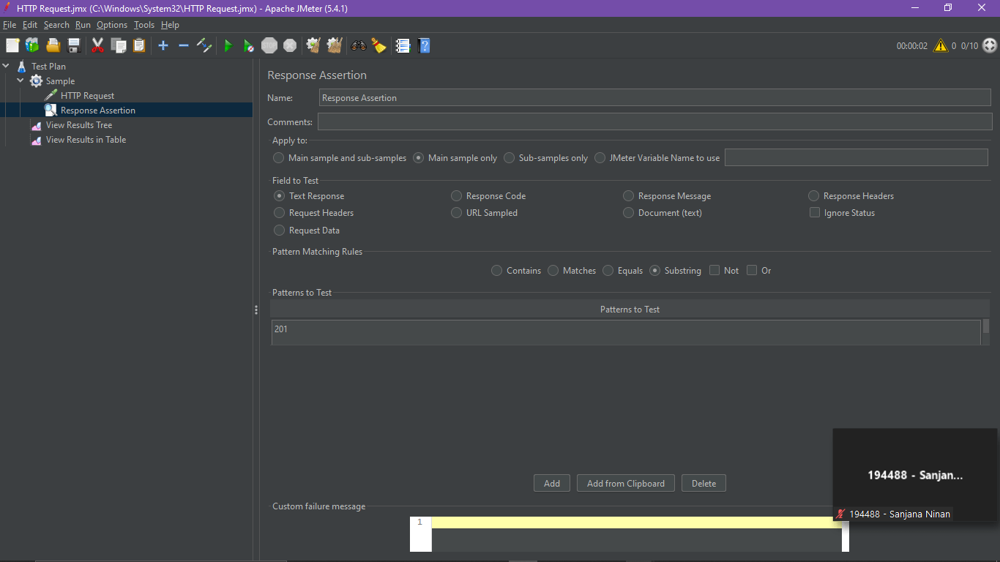 HTTP Request.jmx (C:\Windows\System32\HTTP Request.jmx) - Apache JMeter (5.4.1)
File Edit Search Run Options Tools Help
STOP 00:00:02 0 0/10
Test Plan
Sample
HTTP Request
Response Assertion
View Results Tree
View Results in Table
Response Assertion
Name: Response Assertion
Comments:
Apply to:
Main sample and sub-samples Main sample only Sub-samples only JMeter Variable Name to use
Field to Test
Text Response Response Code Response Message Response Headers
Request Headers URL Sampled Document (text) Ignore Status
Request Data
Pattern Matching Rules
Contains Matches Equals Substring Not Or
Patterns to Test
Patterns to Test
201
Add Add from Clipboard Delete
Custom failure message
1
194488 - Sanjan...
194488 - Sanjana Ninan